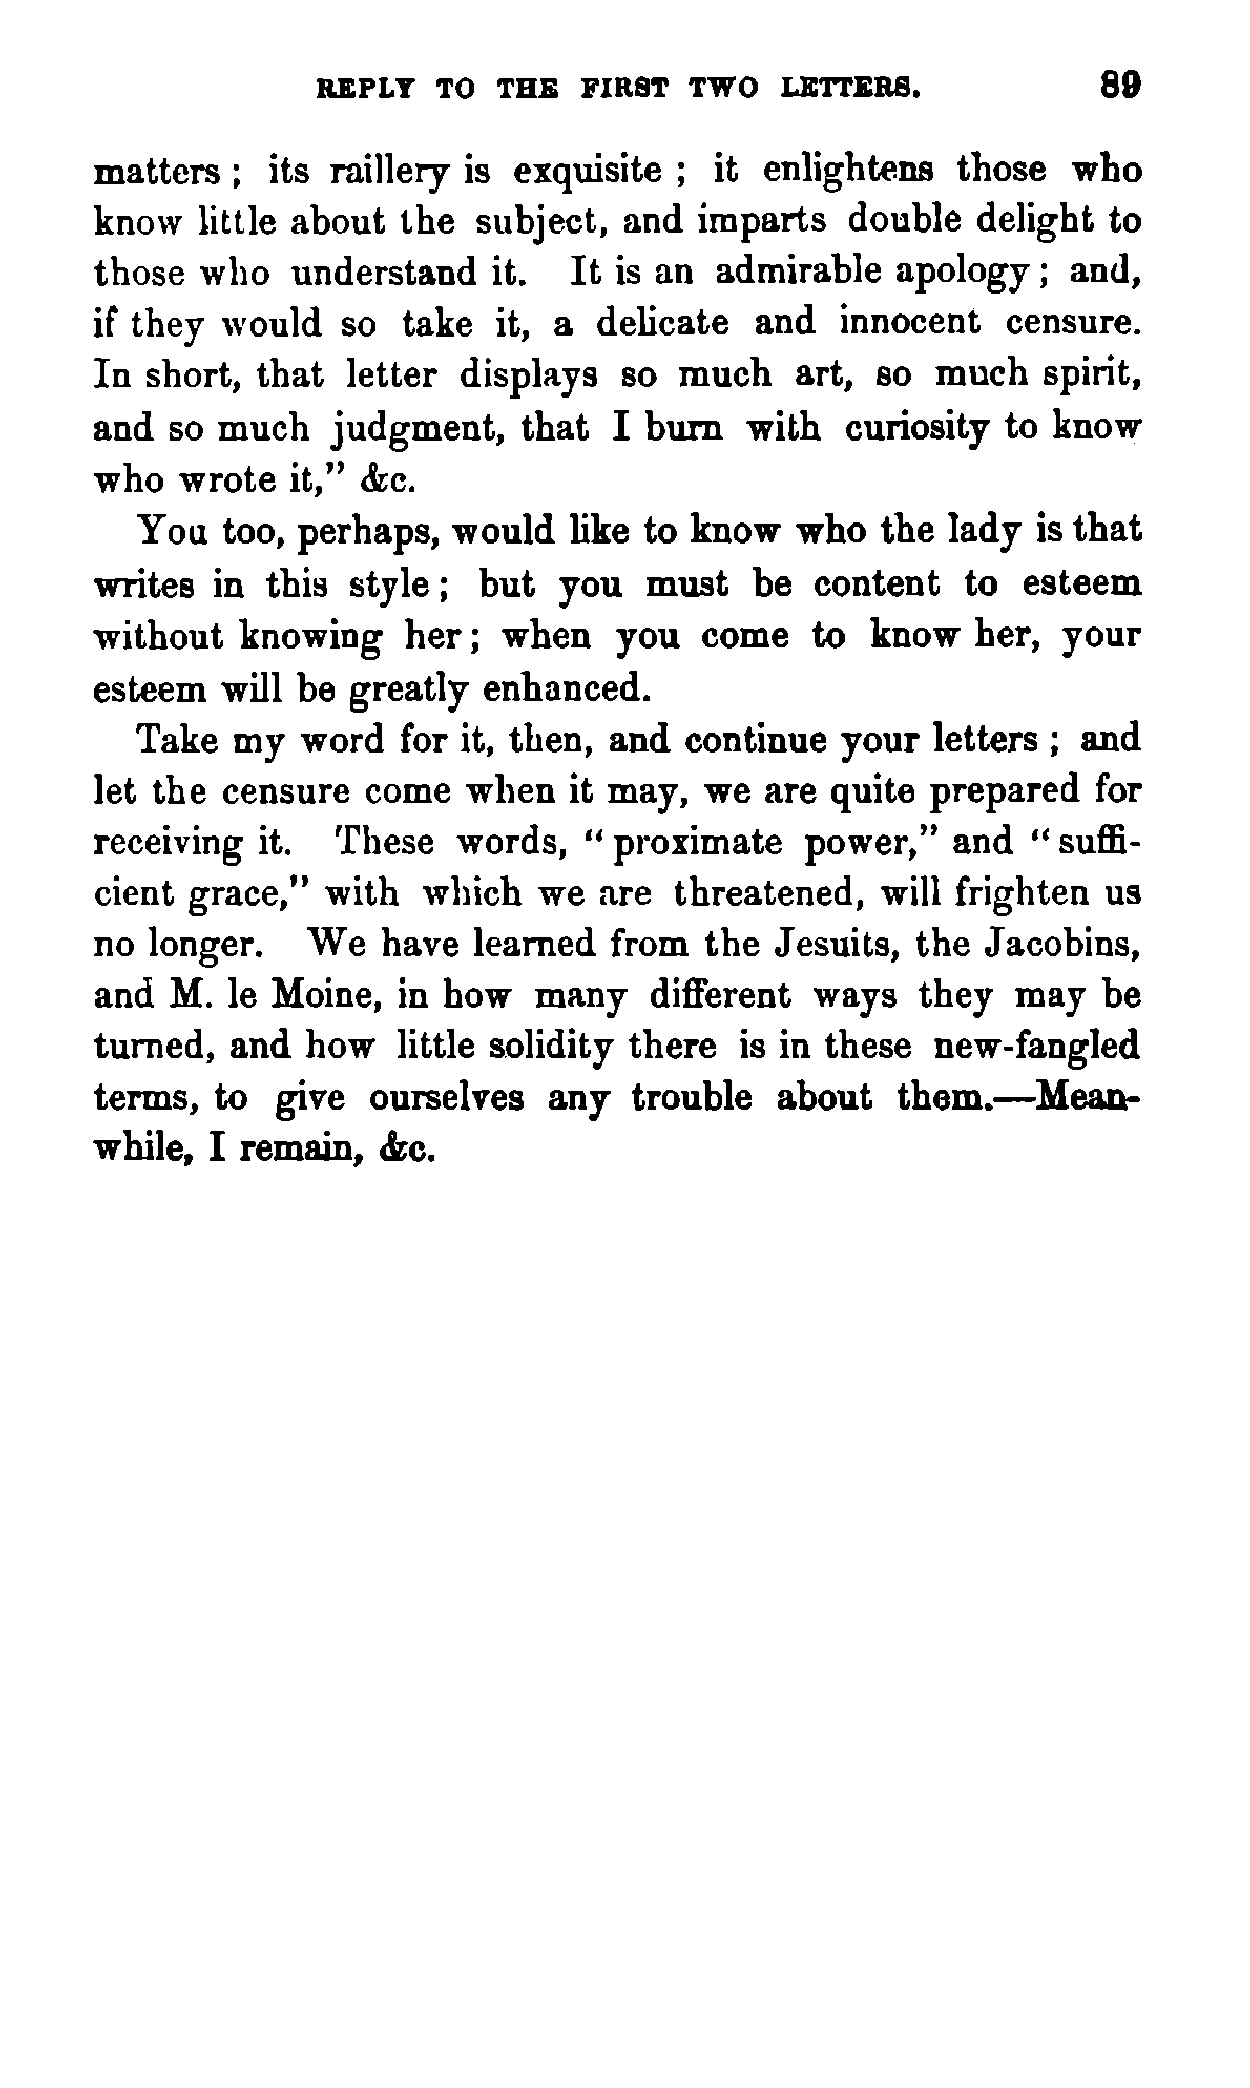 REPLY TO THE FIRST TWO LETTERS. 89
matters ; its raillery is exquisite ; it enlightens those who
know little about the subject, and imparts double delight to
those who understand it. It is an admirable apology ; and,
if they would so take it, a delicate and innocent censure.
In short, that letter displays so much art, so much spirit,
and so much judgment, that I burn with curiosity to know
who wrote it,” &c.
You too, perhaps, would like to know who the lady is that
writes in this style ; but you must be content to esteem
without knowing her ; when you come to know her, your
esteem will be greatly enhanced.
Take my word for it, then, and continue your letters ; and
let the censure come when it may, we are quite prepared for
receiving it. These words, “ proximate power,” and “ suffi-
cient grace,” with which we are threatened, will frighten us
no longer. We have learned from the Jesuits, the Jacobins,
and M. le Moine, in how many different ways they may be
turned, and how little solidity there is in these new-fangled
terms, to give ourselves any trouble about them.—Mean-
while, I remain, &c.